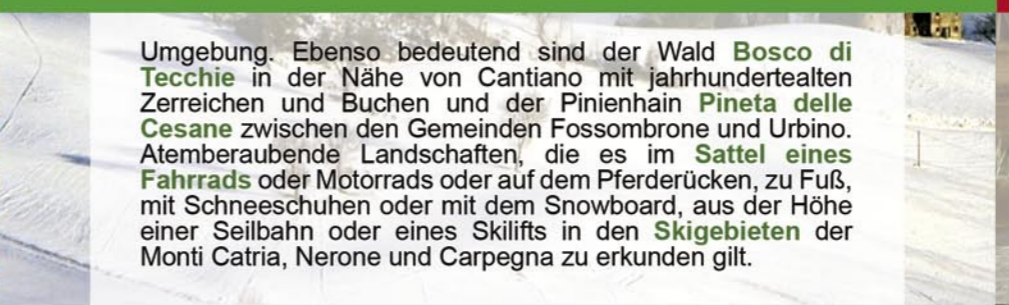 Umgebung. Ebenso bedeutend sind der Wald Bosco di
Tecchie in der Nähe von Cantiano mit jahrhundertealten
Zerreichen und Buchen und der Pinienhain Pineta delle
Cesane zwischen den Gemeinden Fossombrone und Urbino.
Atemberaubende Landschaften, die es im Sattel eines
Fahrrads oder Motorrads oder auf dem Pferderücken, zu Fuß,
mit Schneeschuhen oder mit dem Snowboard, aus der Höhe
einer Seilbahn oder eines Skilifts in den Skigebieten der
Monti Catria, Nerone und Carpegna zu erkunden gilt.